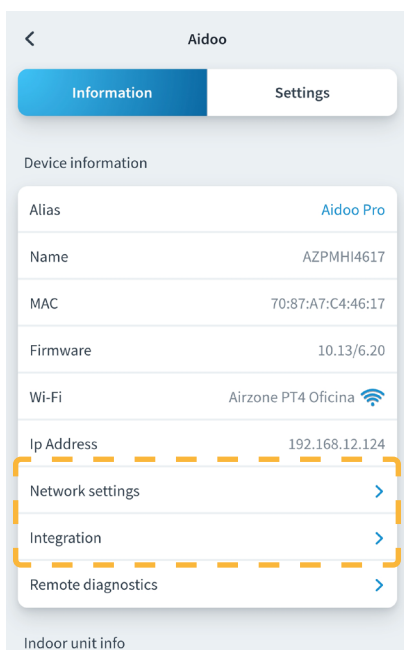 Aidoo
Information Settings
Device information
Alias Aidoo Pro
Name AZPMHI4617
MAC 70:87:A7:C4:46:17
Firmware 10.13/6.20
Wi-Fi Airzone PT4 Oficina
Ip Address 192.168.12.124
Network settings
Integration
Remote diagnostics
Indoor unit info